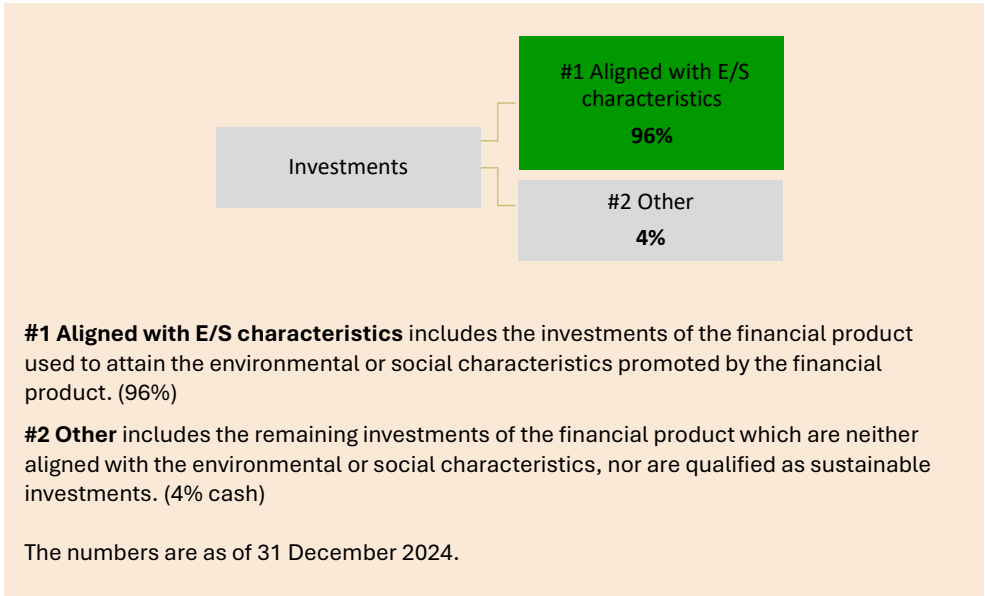 #1 Aligned with E/S
characteristics
96%
Investments
#2 Other
4%
#1 Aligned with E/S characteristics includes the investments of the financial product
used to attain the environmental or social characteristics promoted by the financial
product. (96%)
#2 Other includes the remaining investments of the financial product which are neither
aligned with the environmental or social characteristics, nor are qualified as sustainable
investments. (4% cash)
The numbers are as of 31 December 2024.